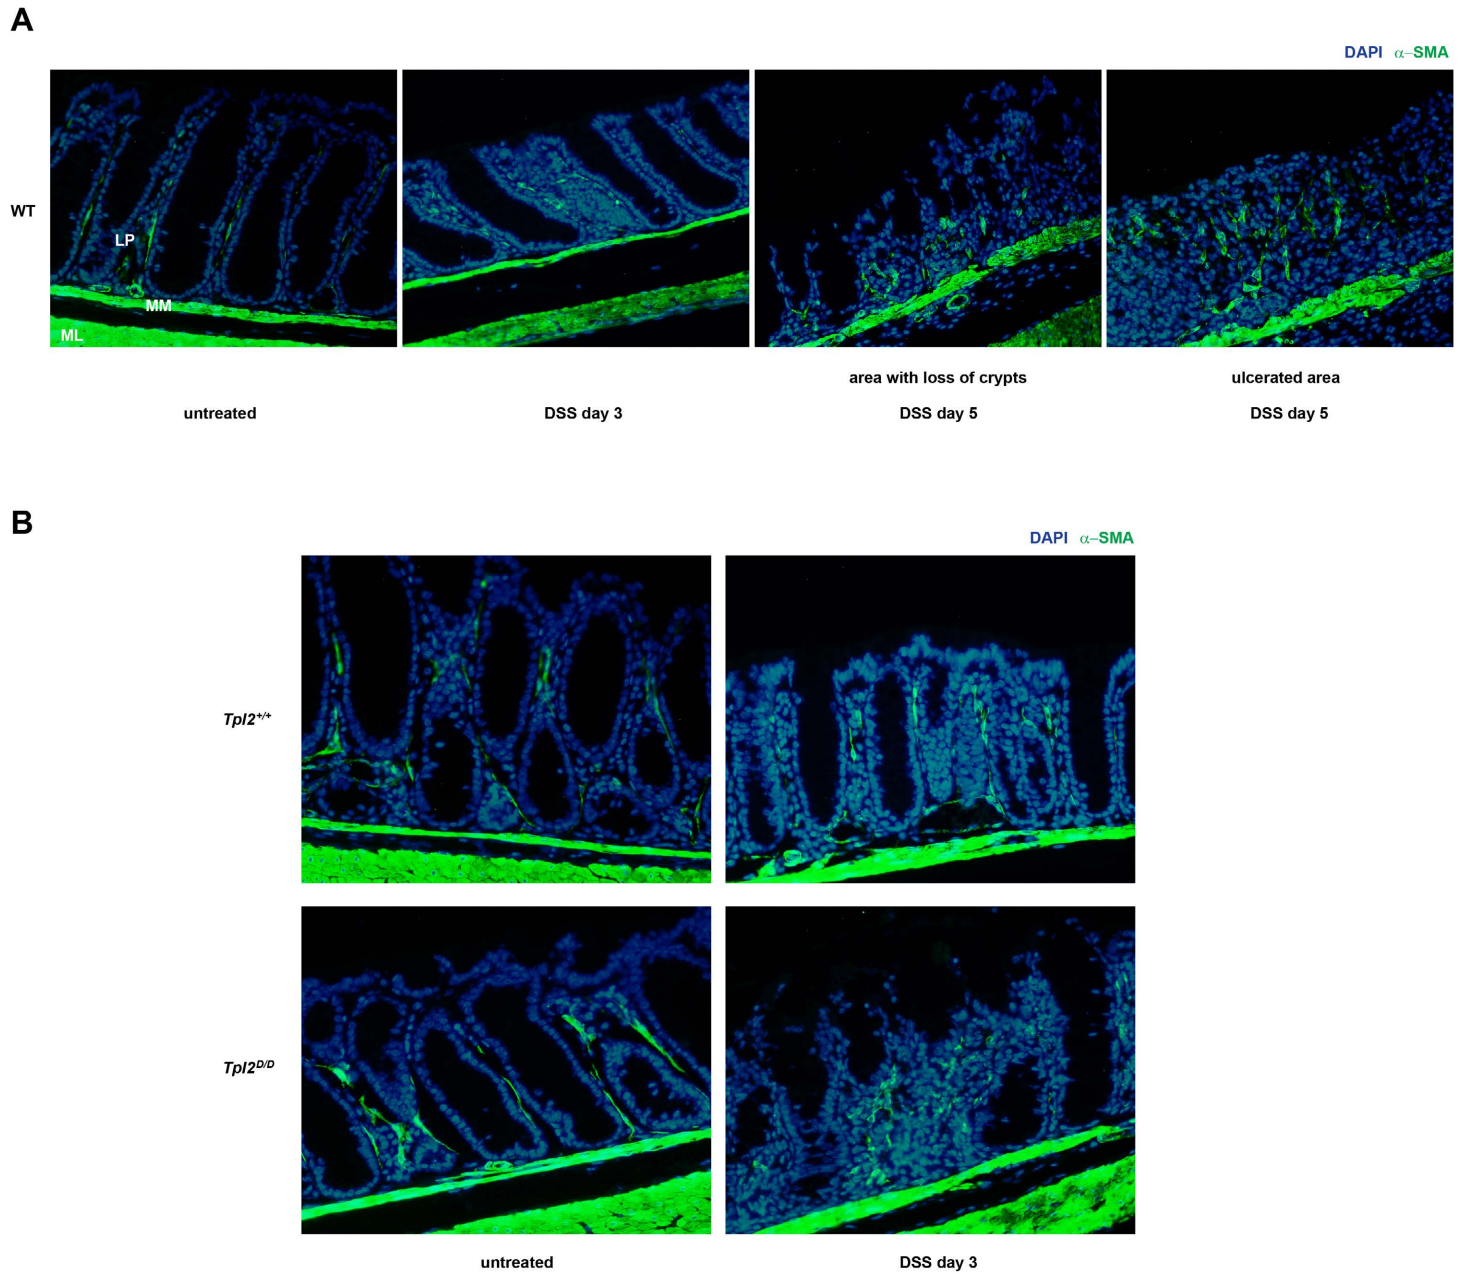 A
DAPI α–SMA
WT
LP
MM
ML
area with loss of crypts
ulcerated area
untreated
DSS day 3
DSS day 5
DSS day 5
B
DAPI α–SMA
Tpl2+/+
Tpl2D/D
untreated
DSS day 3